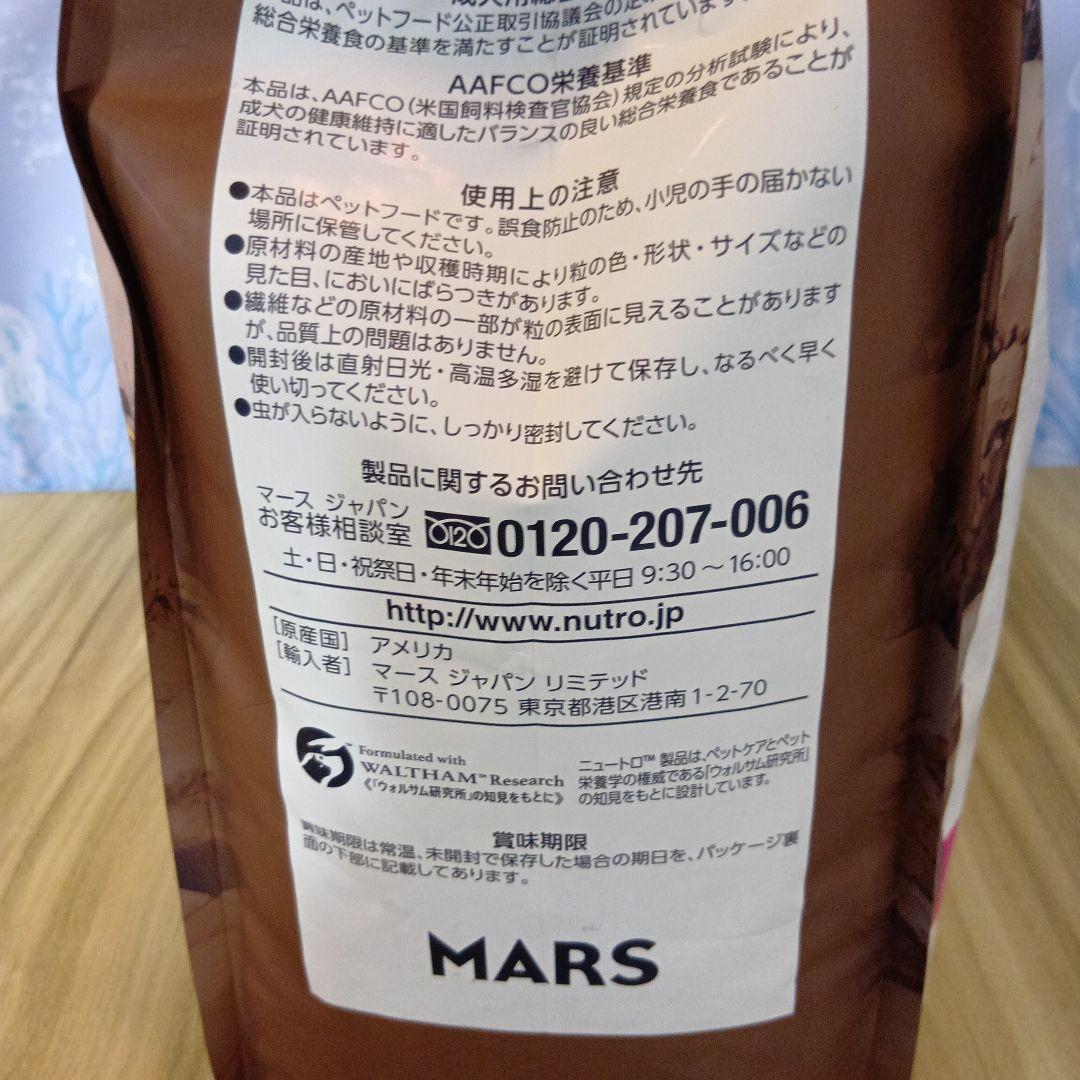 成犬用総合
品は、ペットフード公正取引協議会の定
総合栄養食の基準を満たすことが証明されています
AAFCO栄養基準
本品は、AAFCO(米国飼料検査官協会)規定の分析試験により、
成犬の健康維持に適したバランスの良い総合栄養食であることが
証明されています。
使用上の注意
●本品はペットフードです。誤食防止のため、小児の手の届かない
場所に保管してください。
●原材料の産地や収穫時期により粒の色・形状・サイズなどの
見た目、においにばらつきがあります。
●繊維などの原材料の一部が粒の表面に見えることがあります
が、品質上の問題はありません。
●開封後は直射日光・高温多湿を避けて保存し、なるべく早く
使い切ってください。
●虫が入らないように、しっかり密封してください。
製品に関するお問い合わせ先
マース ジャパン
お客様相談室 0120 0120-207-006
土・日・祝祭日・年末年始を除く平日 9:30～16:00
http://www.nutro.jp
[原産国] アメリカ
[輸入者] マース ジャパン リミテッド
〒108-0075 東京都港区港南1-2-70
Formulated with
WALTHAM™ Research
《「ウォルサム研究所」の知見をもとに》
ニュートロ™ 製品は、ペットケアとペット
栄養学の権威である「ウォルサム研究所」
の知見をもとに設計しています。
賞味期限
賞味期限は常温、未開封で保存した場合の期日を、パッケージ裏
面の下部に記載してあります。
MARS